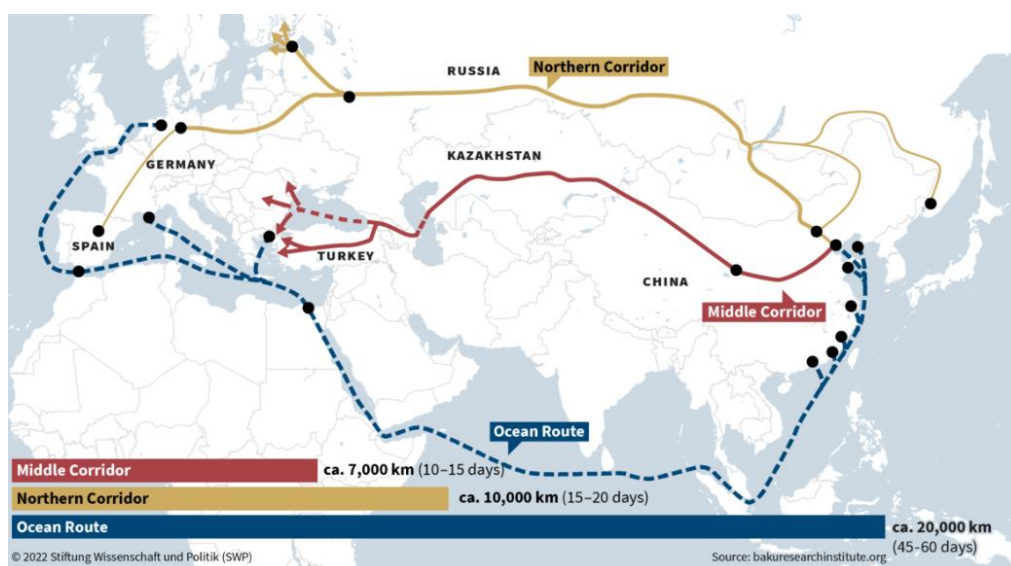 RUSSIA
Northern Corridor
GERMANY
KAZAKHSTAN
SPAIN
TURKEY
CHINA
Middle Corridor
Ocean Route
Middle Corridor ca. 7,000 km (10–15 days)
Northern Corridor ca. 10,000 km (15–20 days)
Ocean Route ca. 20,000 km
(45-60 days)
© 2022 Stiftung Wissenschaft und Politik (SWP) Source: bakuresearchinstitute.org